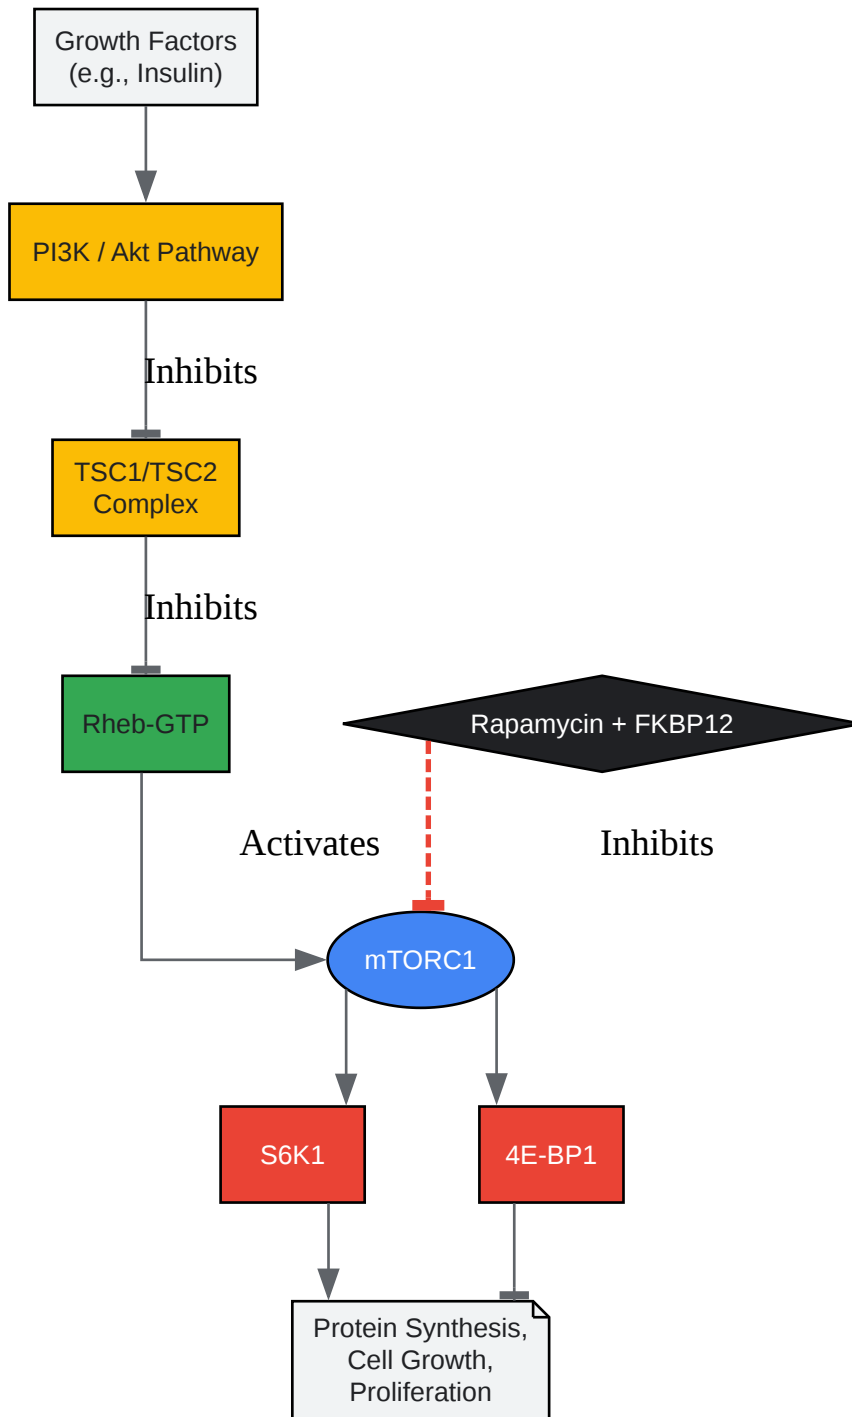 Growth Factors
(e.g., Insulin)
PI3K / Akt Pathway
Inhibits
TSC1/TSC2
Complex
Inhibits
Rheb-GTP
Rapamycin + FKBP12
Activates
Inhibits
mTORC1
S6K1
4E-BP1
Protein Synthesis,
Cell Growth,
Proliferation